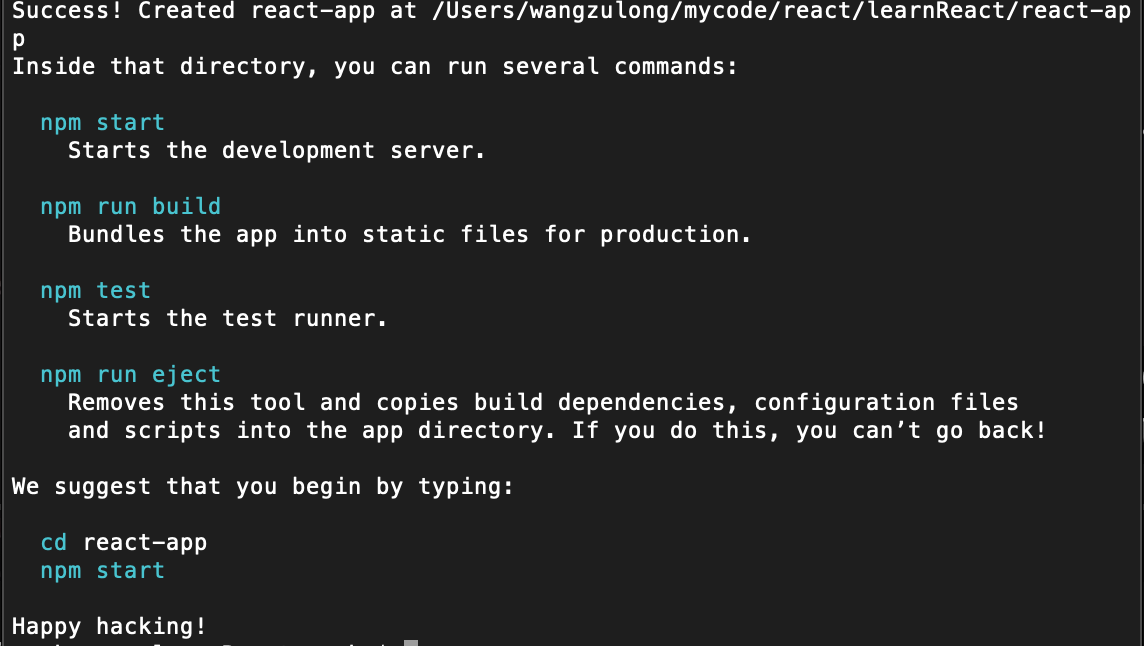 Success! Created react-app at /Users/wangzulong/mycode/react/learnReact/react-ap
p
Inside that directory, you can run several commands:
npm start
Starts the development server.
npm run build
Bundles the app into static files for production.
npm test
Starts the test runner.
npm run eject
Removes this tool and copies build dependencies, configuration files
and scripts into the app directory. If you do this, you can’t go back!
We suggest that you begin by typing:
cd react-app
npm start
Happy hacking!